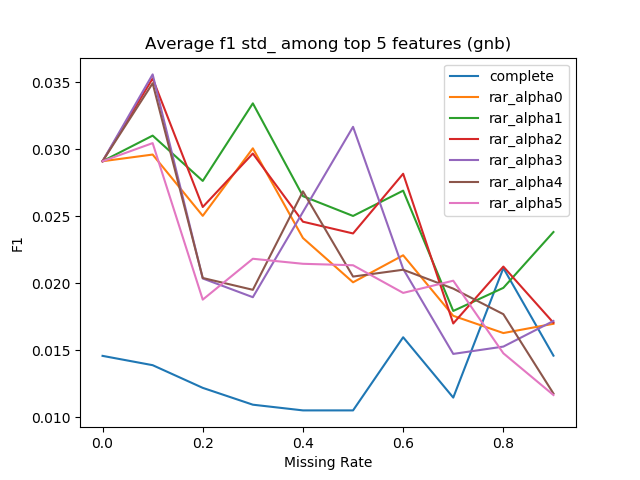 Average f1 std_ among top 5 features (gnb)
complete
rar_alpha0
rar_alpha1
rar_alpha2
rar_alpha3
rar_alpha4
rar_alpha5
0.035
0.030
0.025
0.020
0.015
0.010
F1
0.0 0.2 0.4 0.6 0.8
Missing Rate